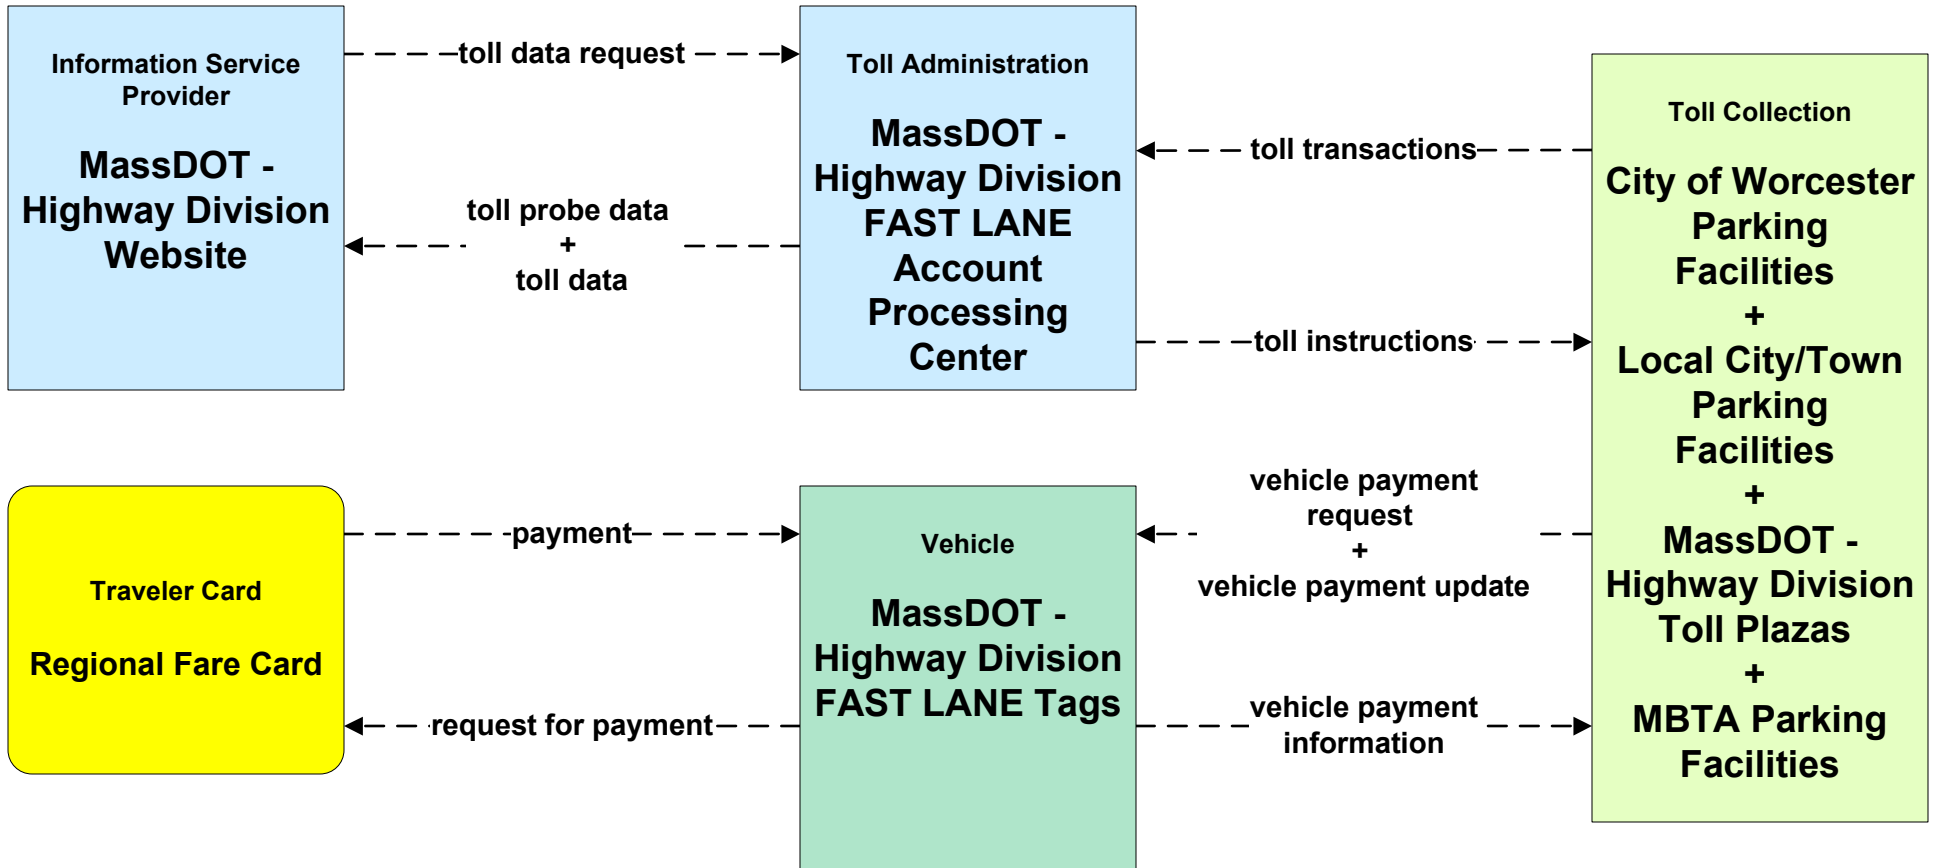 Information Service
Provider
MassDOT -
Highway Division
Website
toll data request
toll probe data
+
toll data
Toll Administration
MassDOT -
Highway Division
FAST LANE
Account
Processing
Center
toll transactions
toll instructions
Toll Collection
City of Worcester
Parking
Facilities
+
Local City/Town
Parking
Facilities
+
MassDOT -
Highway Division
Toll Plazas
+
MBTA Parking
Facilities
Traveler Card
Regional Fare Card
payment
request for payment
Vehicle
MassDOT -
Highway Division
FAST LANE Tags
vehicle payment
request
+
vehicle payment update
vehicle payment
information